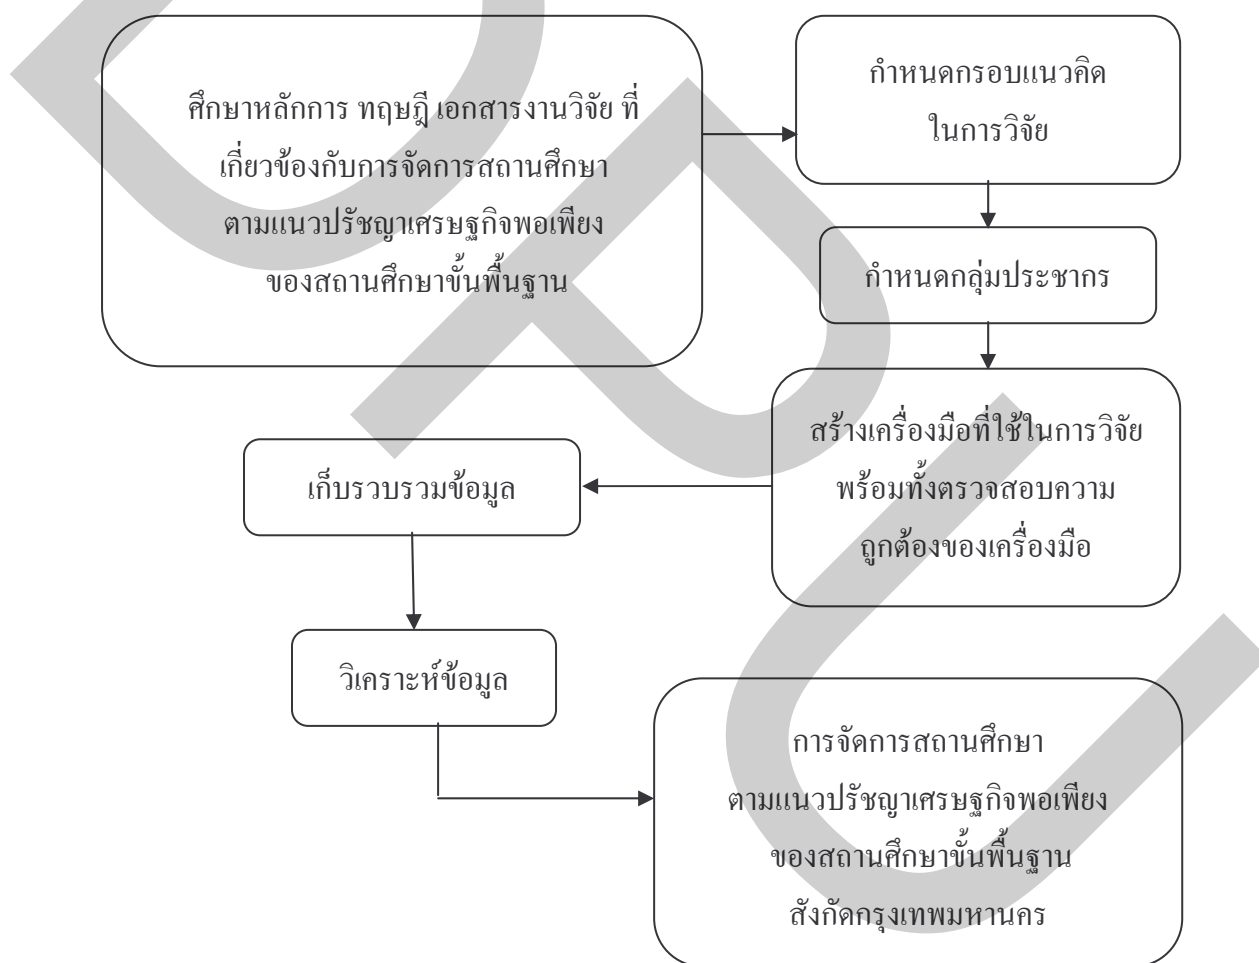 ศึกษาหลักการ ทฤษฎี เอกสารงานวิจัย ที่
เกี่ยวข้องกับการจัดการสถานศึกษา
ตามแนวปรัชญาเศรษฐกิจพอเพียง
ของสถานศึกษาขั้นพื้นฐาน
กำหนดกรอบแนวคิด
ในการวิจัย
กำหนดกลุ่มประชากร
สร้างเครื่องมือที่ใช้ในการวิจัย
พร้อมทั้งตรวจสอบความ
ถูกต้องของเครื่องมือ
เก็บรวบรวมข้อมูล
วิเคราะห์ข้อมูล
การจัดการสถานศึกษา
ตามแนวปรัชญาเศรษฐกิจพอเพียง
ของสถานศึกษาขั้นพื้นฐาน
สังกัดกรุงเทพมหานคร
DPU